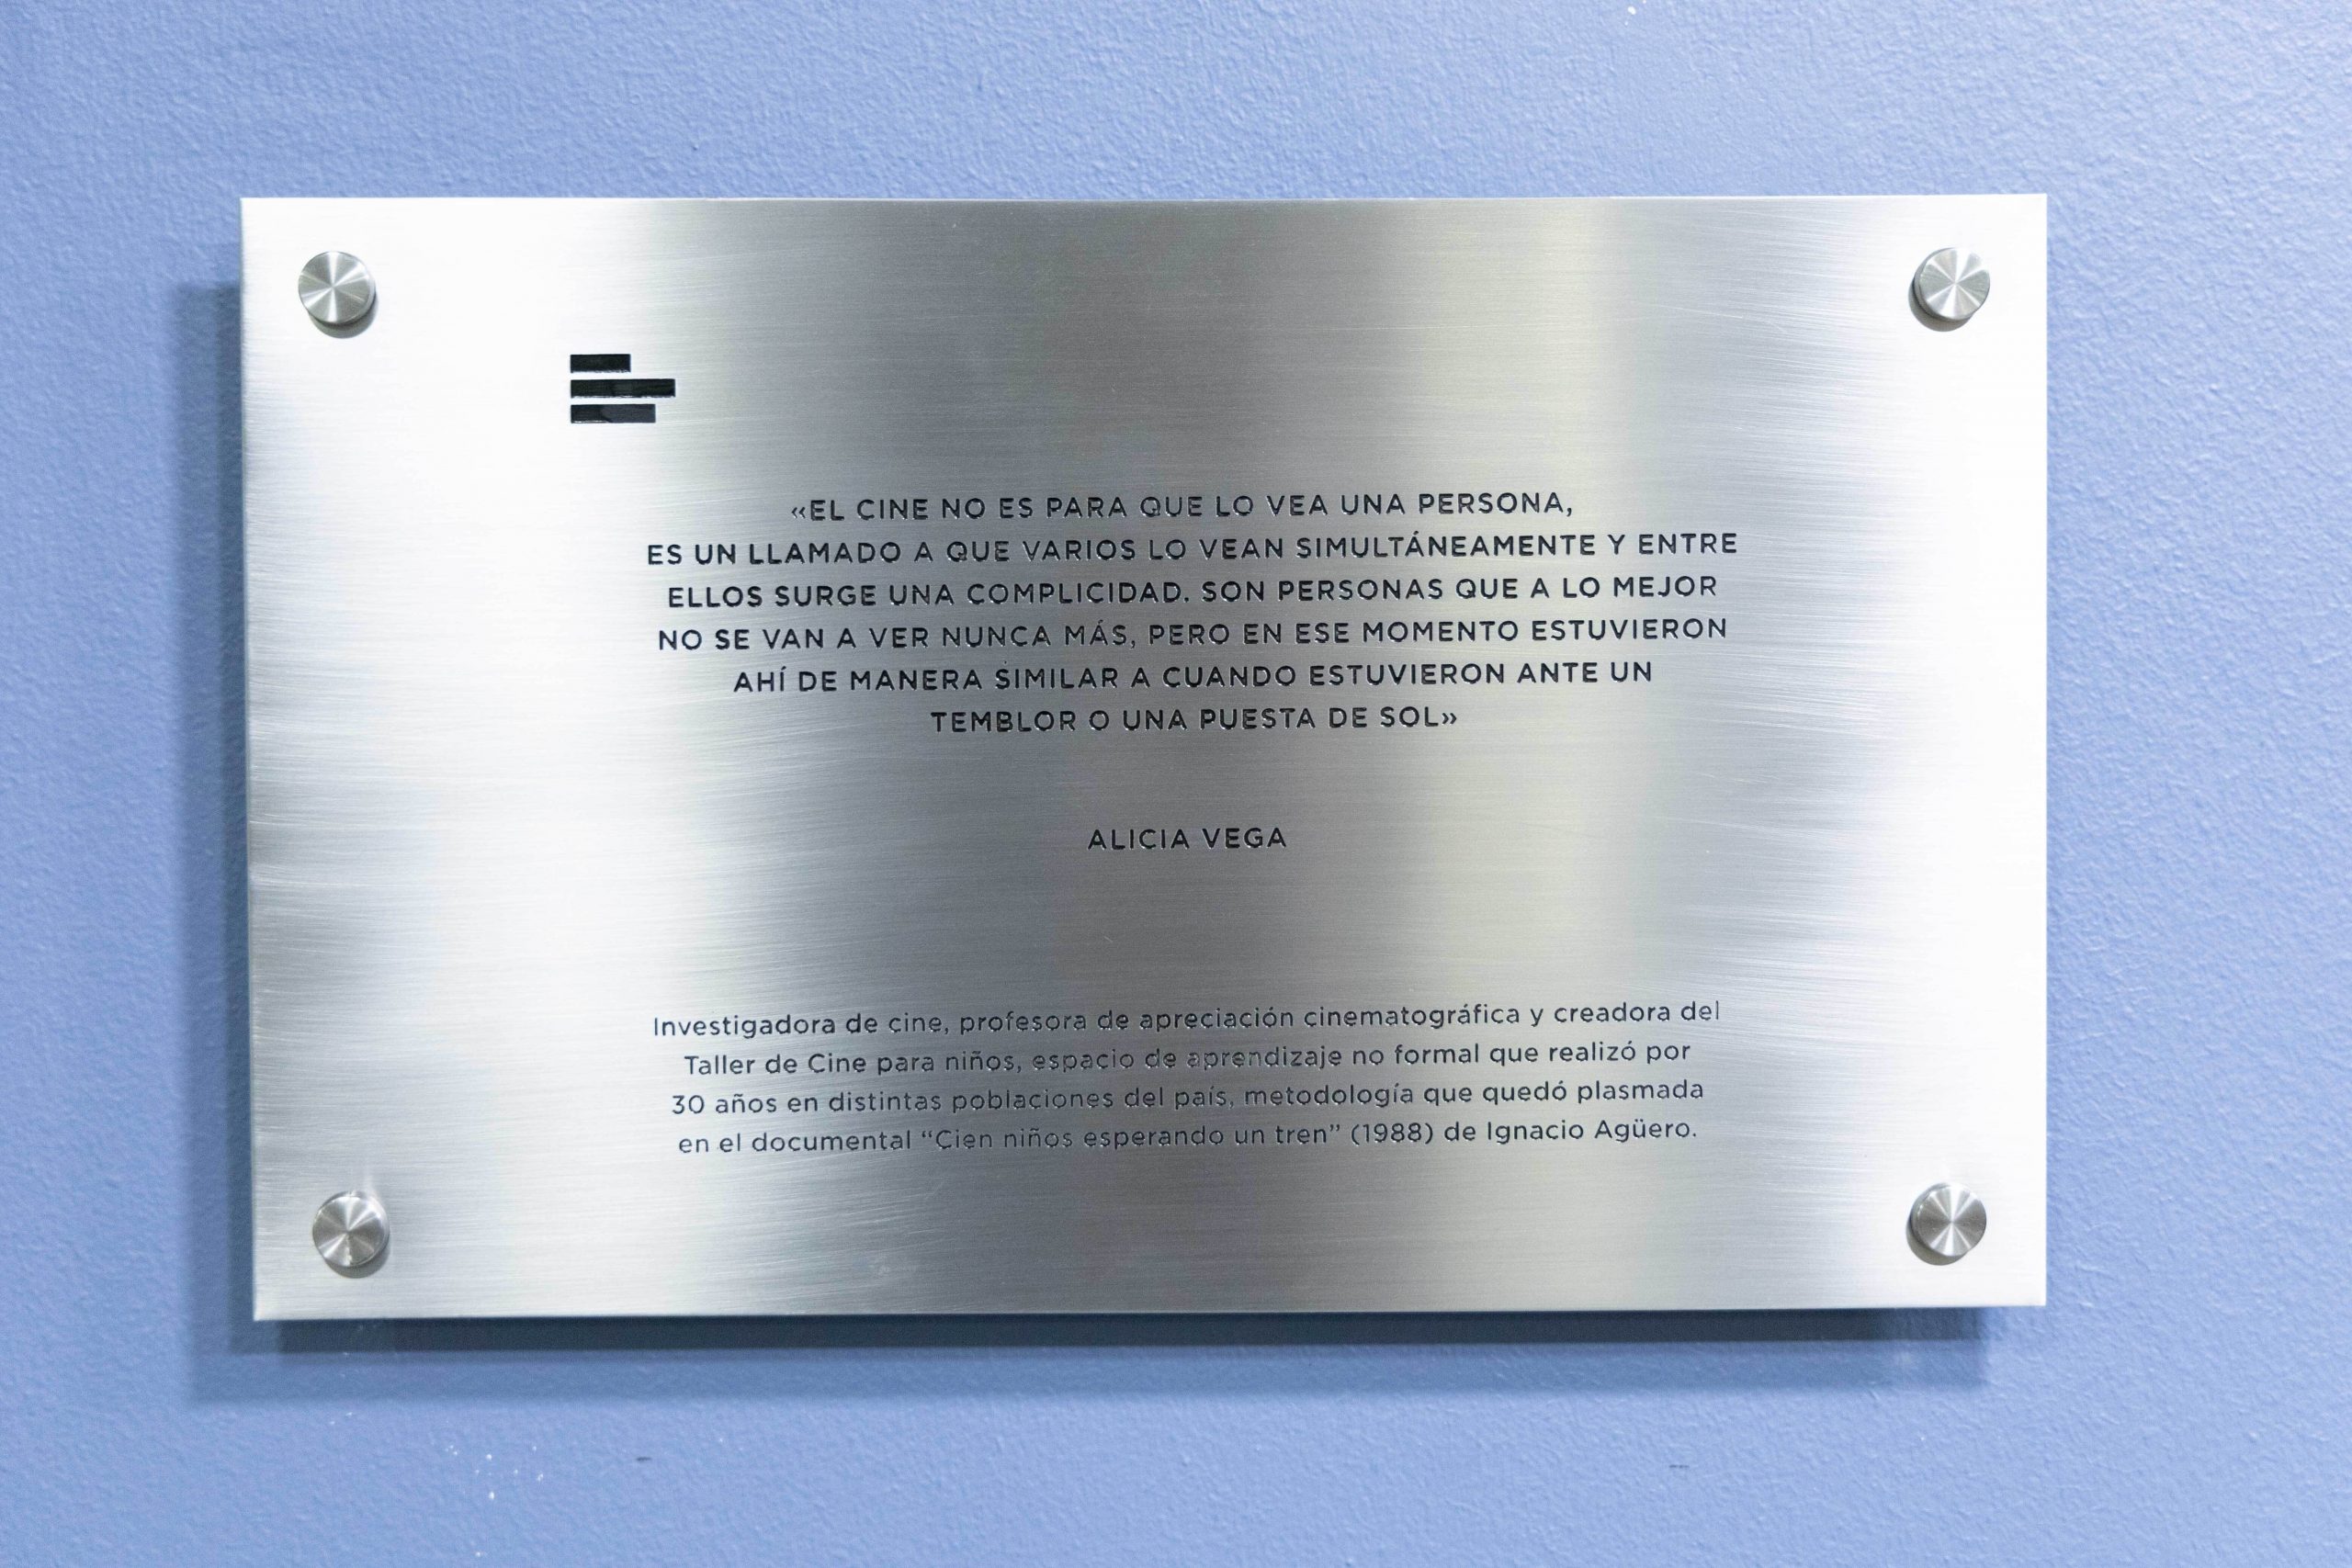 «EL CINE NO ES PARA QUE LO VEA UNA PERSONA,
ES UN LLAMADO A QUE VARIOS LO VEAN SIMULTÁNEAMENTE Y ENTRE
ELLOS SURGE UNA COMPLICIDAD. SON PERSONAS QUE A LO MEJOR
NO SE VAN A VER NUNCA MÁS, PERO EN ESE MOMENTO ESTUVIERON
AHÍ DE MANERA SIMILAR A CUANDO ESTUVIERON ANTE UN
TEMBLOR O UNA PUESTA DE SOL»
ALICIA VEGA
Investigadora de cine, profesora de apreciación cinematográfica y creadora del
Taller de Cine para niños, espacio de aprendizaje no formal que realizó por
30 años en distintas poblaciones del país, metodología que quedó plasmada
en el documental “Cien niños esperando un tren” (1988) de Ignacio Agüero.